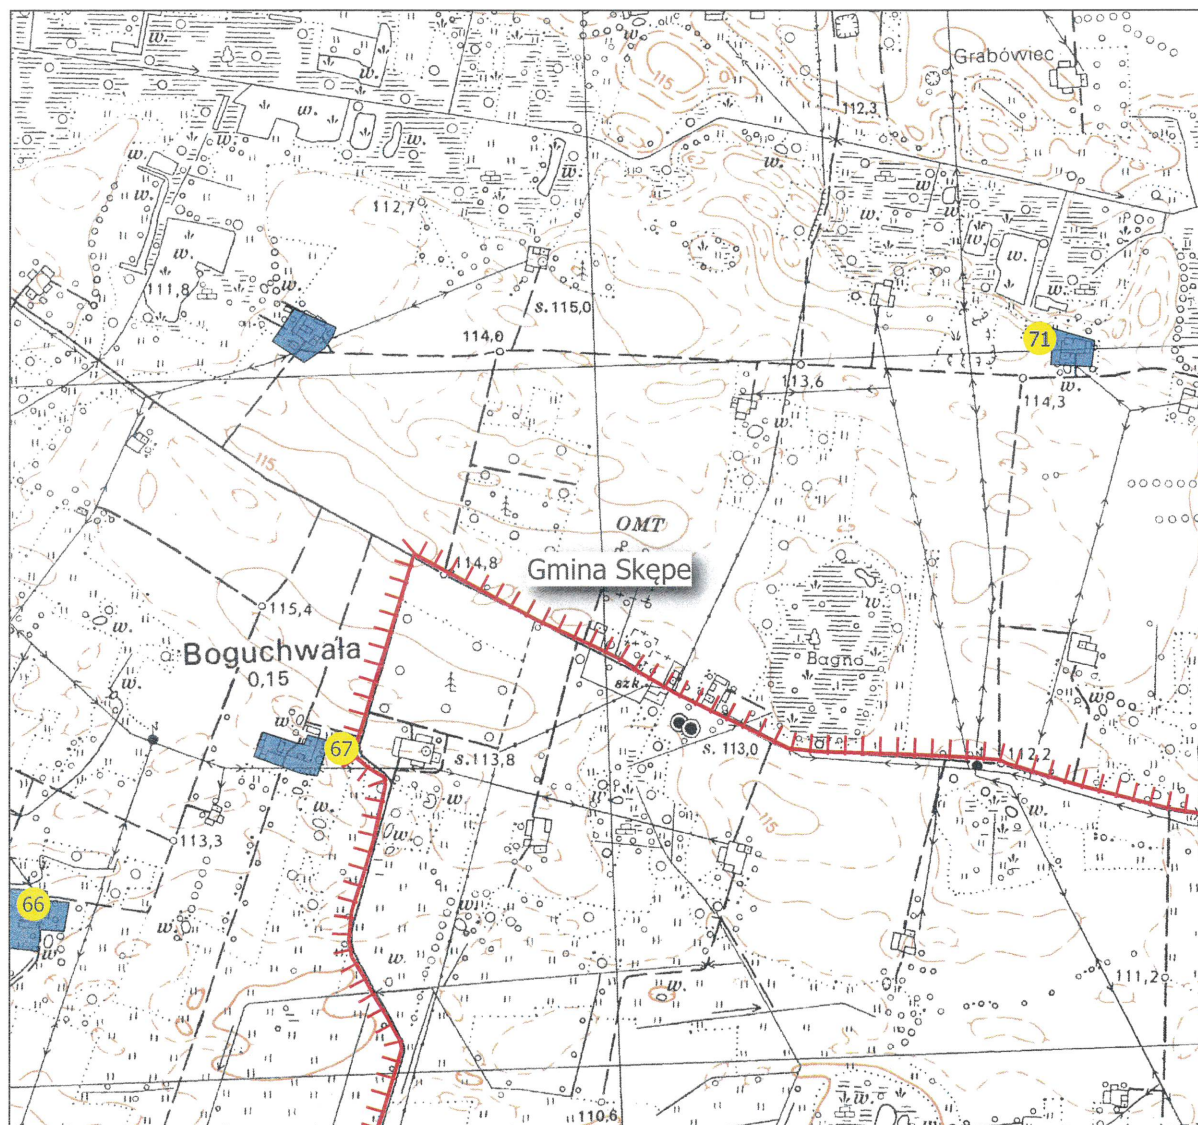 w.
w.
w.
Grabówiec
115
w.
w.
112,3
w.
w.
w.
w.
w.
112,7
w
w.
w.
w
w.
w.
111,8
w.
w.
s. 115,0
114,0
71
113,6
w.
114,3
w.
115
OMT
114,8
Gmina Skępe
115,4
w.
w
Boguchwała
0,15
Bagno
szk.
w.
w.
w.
67
s. 113,8
s. 113,0
112,2
w.
w
w.
115
w.
113,3
66
w.
w.
w
w.
w.
111,2
110,6
w.
w.